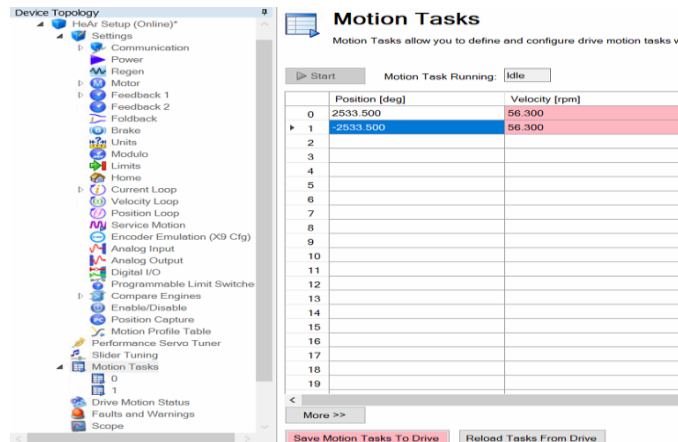 Device Topology
HeAr Setup (Online)*
Settings
Communication
Power
Regen
Motor
Feedback 1
Feedback 2
Foldback
Brake
Units
Modulo
Limits
Home
Current Loop
Velocity Loop
Position Loop
Service Motion
Encoder Emulation (X9 Cfg)
Analog Input
Analog Output
Digital I/O
Programmable Limit Switche
Compare Engines
Enable/Disable
Position Capture
Motion Profile Table
Performance Servo Tuner
Slider Tuning
Motion Tasks
0
1
Drive Motion Status
Faults and Warnings
Scope
Motion Tasks
Motion Tasks allow you to define and configure drive motion tasks w
Start Motion Task Running: Idle
Position [deg] Velocity [rpm]
0 2533.500 56.300
1 -2533.500 56.300
2
3
4
5
6
7
8
9
10
11
12
13
14
15
16
17
18
19
More >>
Save Motion Tasks To Drive Reload Tasks From Drive